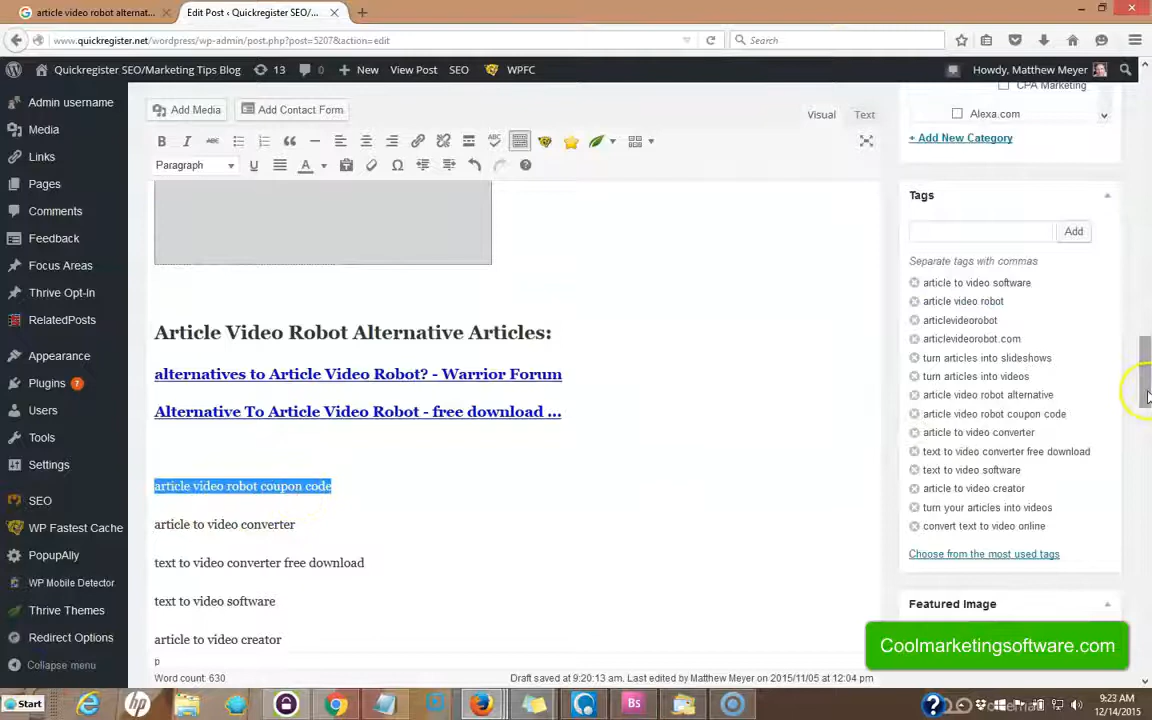 article video robot alternat...
Edit Post ‹ Quickregister SEO/...
www.quickregister.net/wordpress/wp-admin/post.php?post=5207&action=edit
Search
Quickregister SEO/Marketing Tips Blog
13
0
New
View Post
SEO
WPFC
Howdy, Matthew Meyer
Admin username
Media
Links
Pages
Comments
Feedback
Focus Areas
Thrive Opt-In
RelatedPosts
Appearance
Plugins 7
Users
Tools
Settings
SEO
WP Fastest Cache
PopupAlly
WP Mobile Detector
Thrive Themes
Redirect Options
Collapse menu
Add Media
Add Contact Form
Visual
Text
B I ABC
ABC
Paragraph
U
A
Article Video Robot Alternative Articles:
alternatives to Article Video Robot? - Warrior Forum
Alternative To Article Video Robot - free download ...
article video robot coupon code
article to video converter
text to video converter free download
text to video software
article to video creator
p
Word count: 630
Draft saved at 9:20:13 am. Last edited by Matthew Meyer on 2015/11/05 at 12:04 pm
CPA Marketing
Alexa.com
+ Add New Category
Tags
Add
Separate tags with commas
article to video software
article video robot
articlevideorobot
articlevideorobot.com
turn articles into slideshows
turn articles into videos
article video robot alternative
article video robot coupon code
article to video converter
text to video converter free download
text to video software
article to video creator
turn your articles into videos
convert text to video online
Choose from the most used tags
Featured Image
Coolmarketingsoftware.com
Start
hp
Bs
9:23 AM
12/14/2015